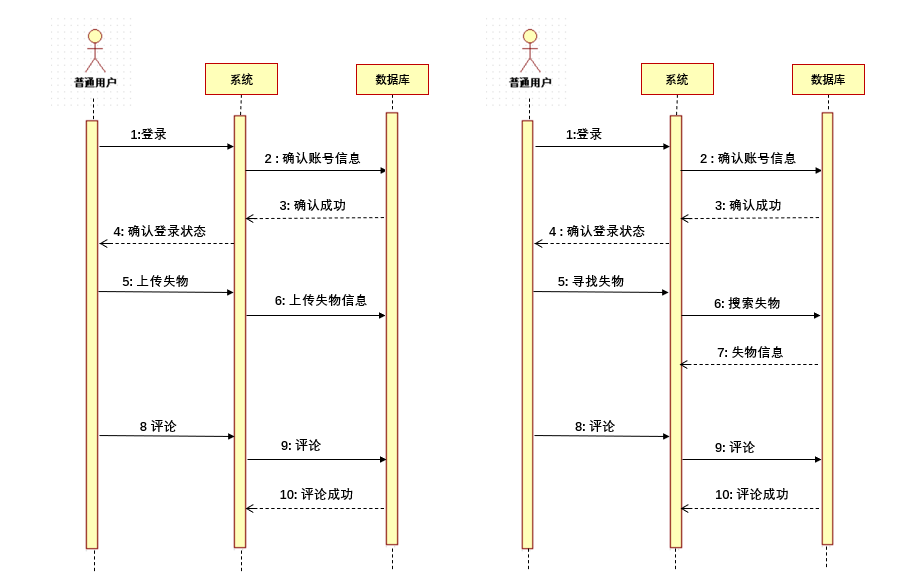 普通用户
系统
数据库
1:登录
2 : 确认账号信息
3: 确认成功
4: 确认登录状态
5: 上传失物
6: 上传失物信息
8 评论
9: 评论
10: 评论成功
普通用户
系统
数据库
1:登录
2 : 确认账号信息
3: 确认成功
4 : 确认登录状态
5: 寻找失物
6: 搜索失物
7: 失物信息
8: 评论
9: 评论
10: 评论成功